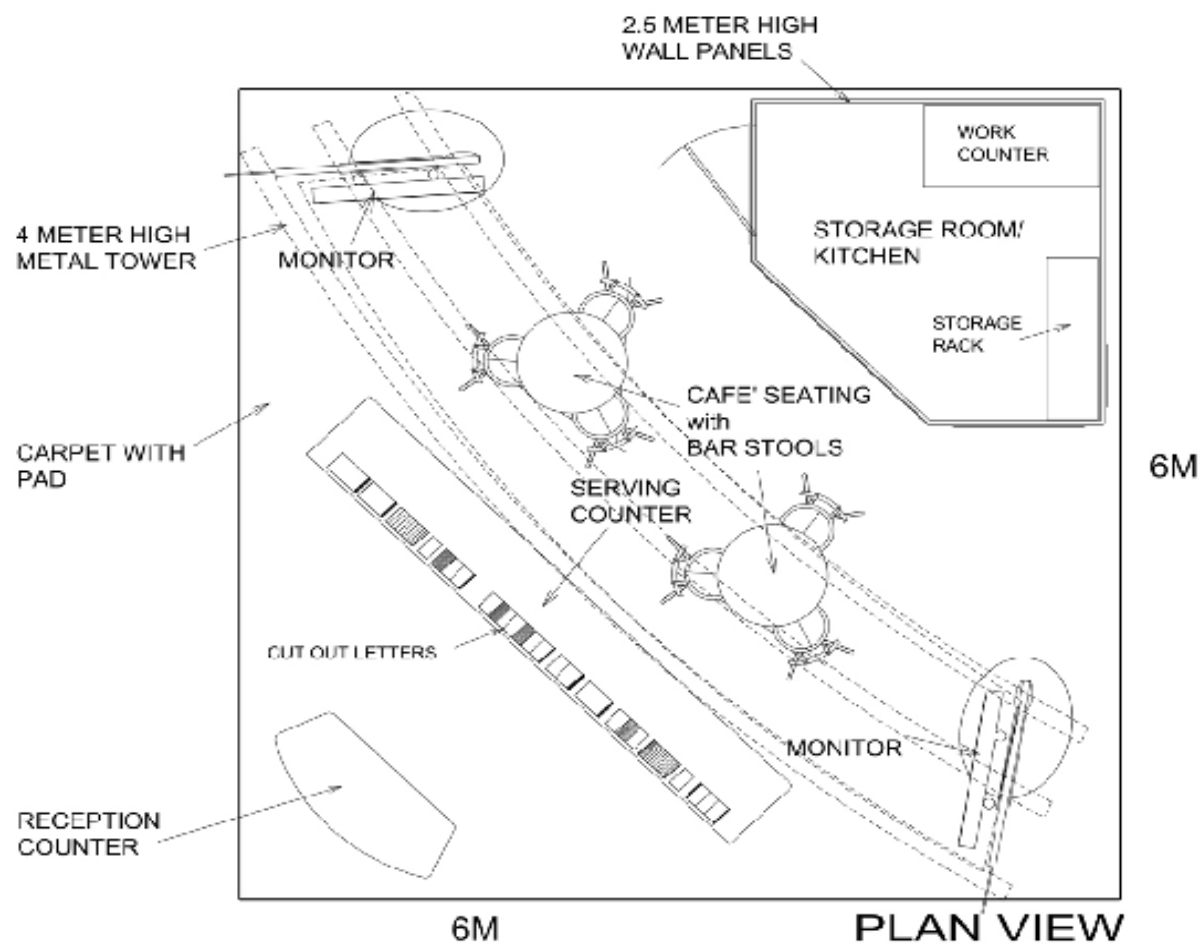 2.5 METER HIGH
WALL PANELS
WORK
COUNTER
4 METER HIGH
METAL TOWER
MONITOR
STORAGE ROOM/
KITCHEN
STORAGE
RACK
CAFE' SEATING
with
BAR STOOLS
CARPET WITH
PAD
6M
SERVING
COUNTER
CUT OUT LETTERS
MONITOR
RECEPTION
COUNTER
6M
PLAN VIEW